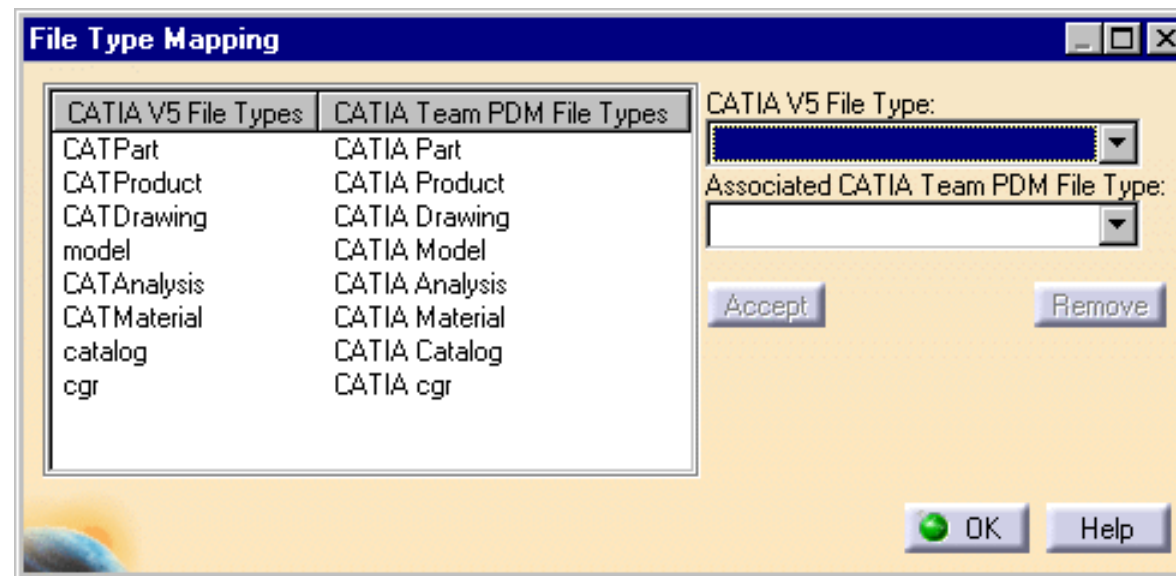 File Type Mapping
CATIA V5 File Types CATIA Team PDM File Types
CATPart CATIA Part
CATProduct CATIA Product
CATDrawing CATIA Drawing
model CATIA Model
CATAnalysis CATIA Analysis
CATMaterial CATIA Material
catalog CATIA Catalog
cgr CATIA cgr
CATIA V5 File Type:
Associated CATIA Team PDM File Type:
Accept Remove
OK Help